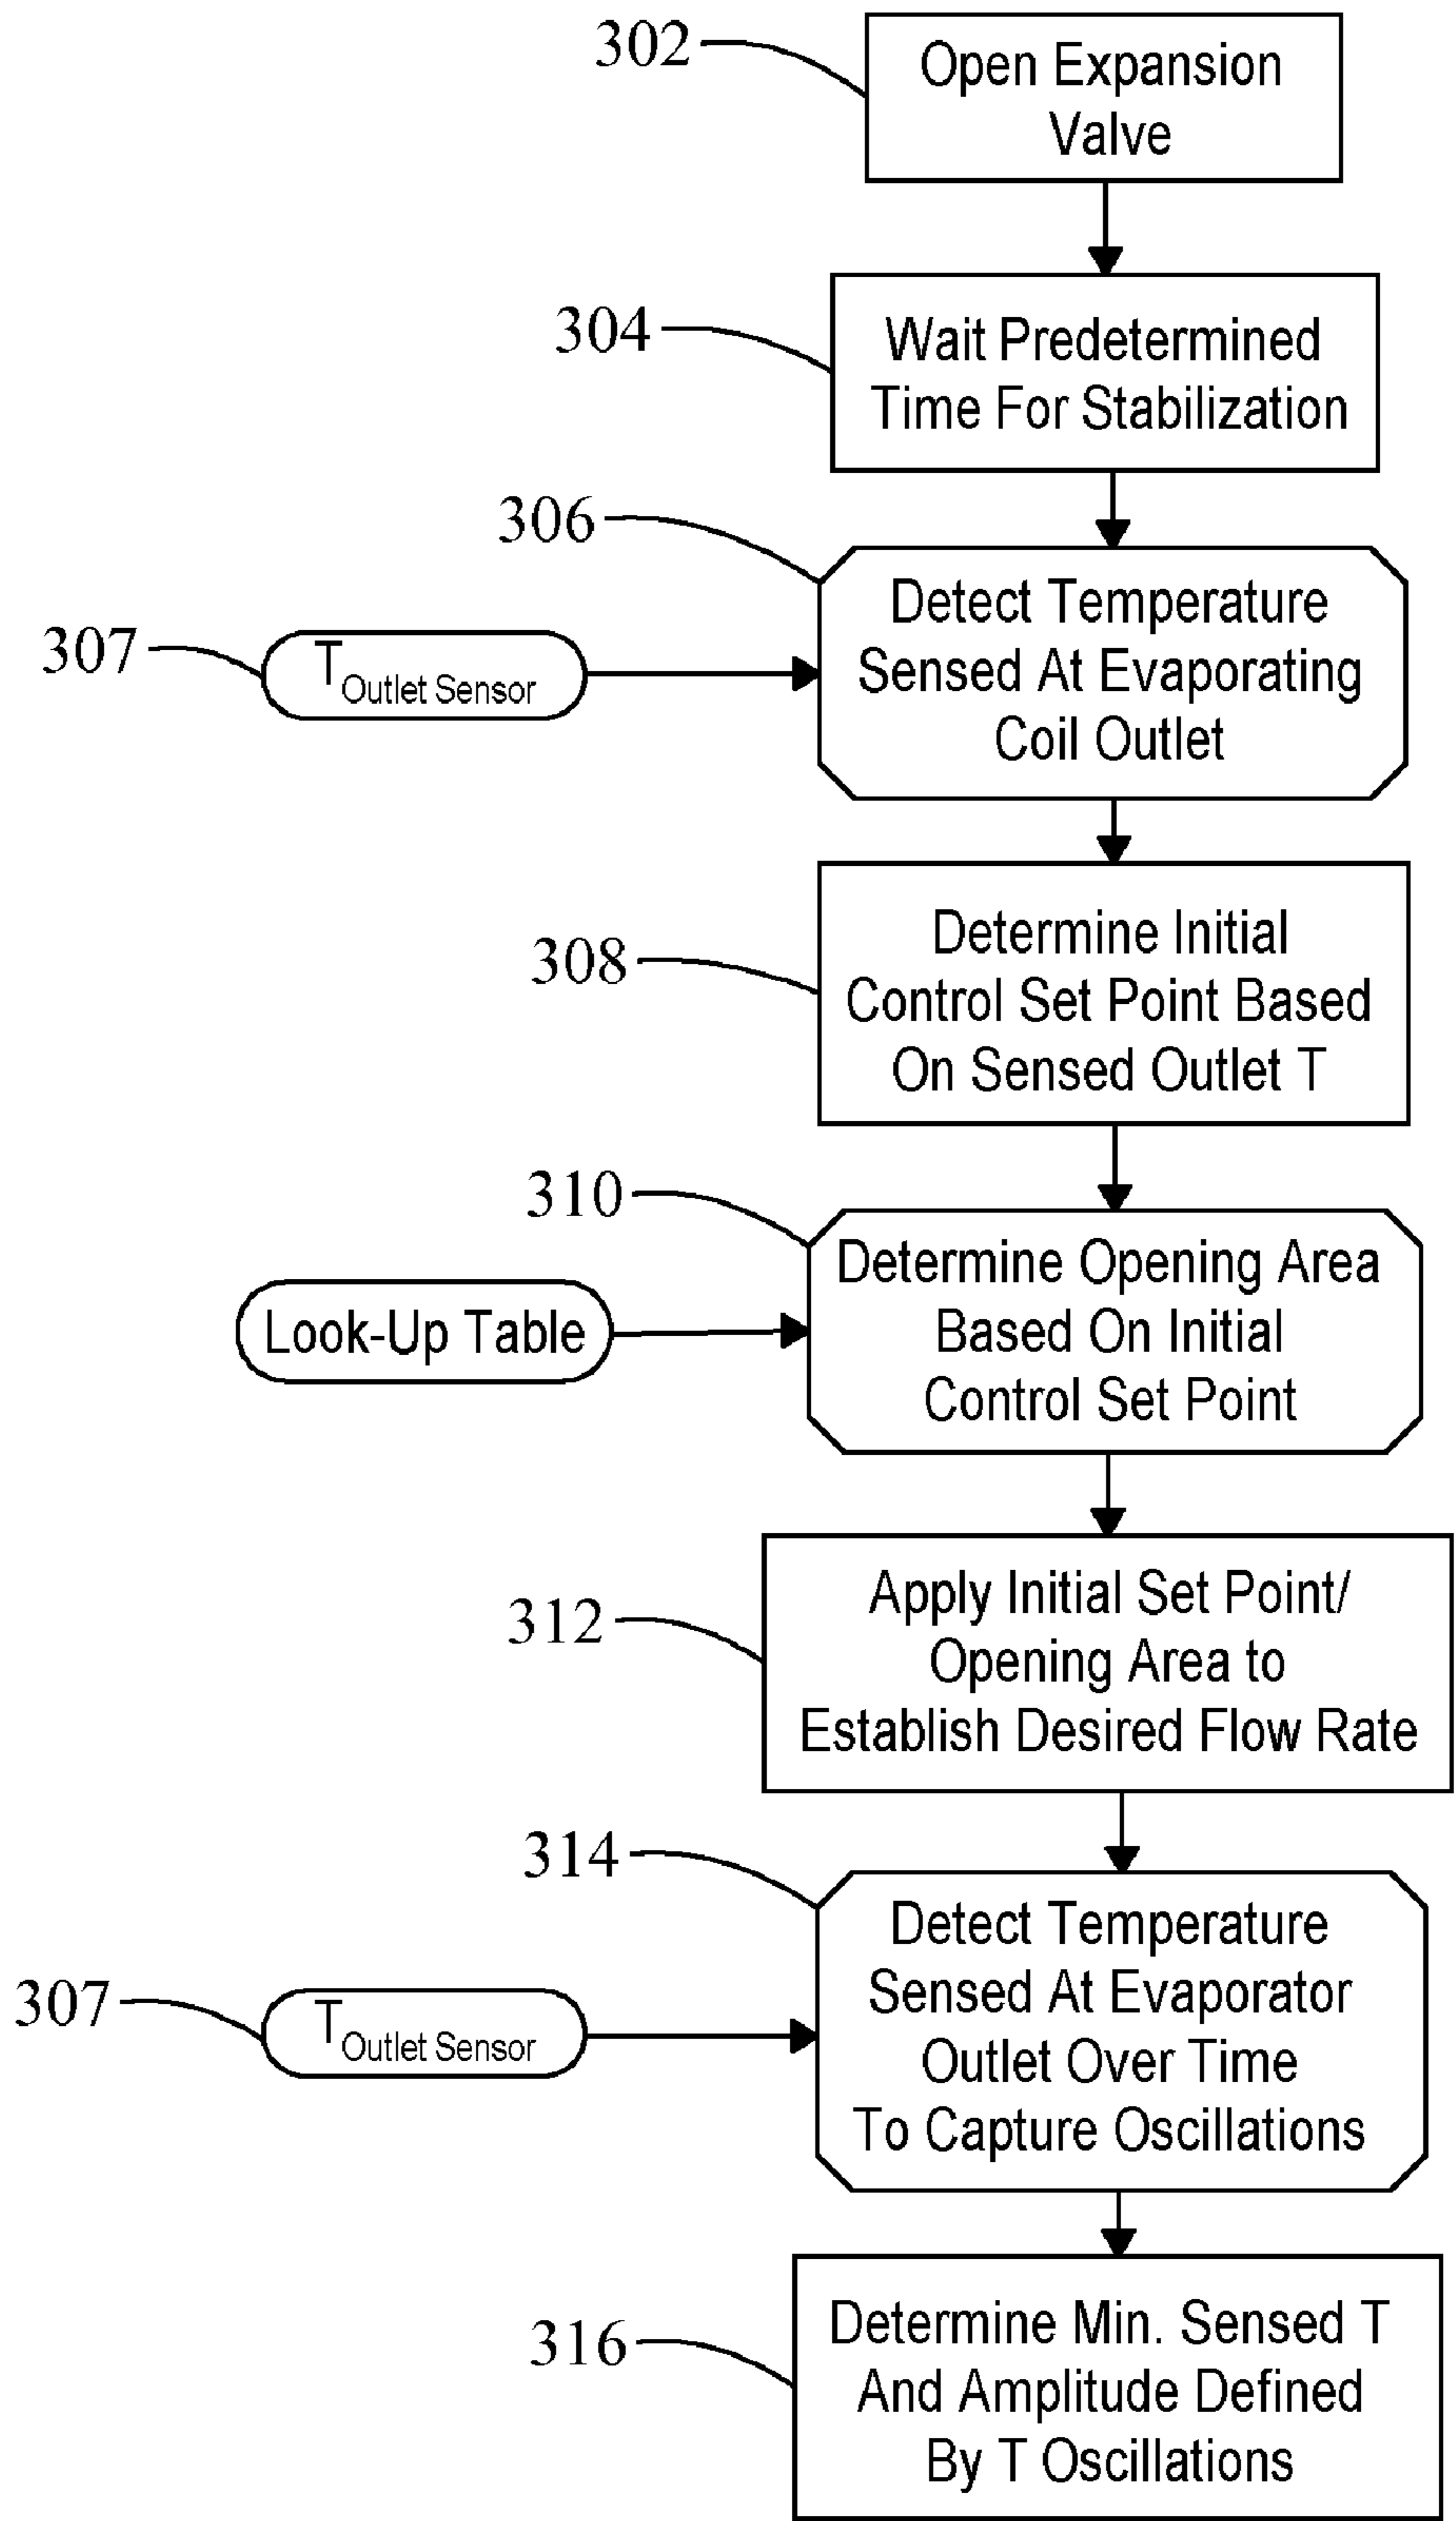 302
Open Expansion
Valve
304
Wait Predetermined
Time For Stabilization
306
Detect Temperature
Sensed At Evaporating
Coil Outlet
307
T Outlet Sensor
308
Determine Initial
Control Set Point Based
On Sensed Outlet T
310
Determine Opening Area
Based On Initial
Control Set Point
Look-Up Table
312
Apply Initial Set Point/
Opening Area to
Establish Desired Flow Rate
314
Detect Temperature
Sensed At Evaporator
Outlet Over Time
To Capture Oscillations
307
T Outlet Sensor
316
Determine Min. Sensed T
And Amplitude Defined
By T Oscillations